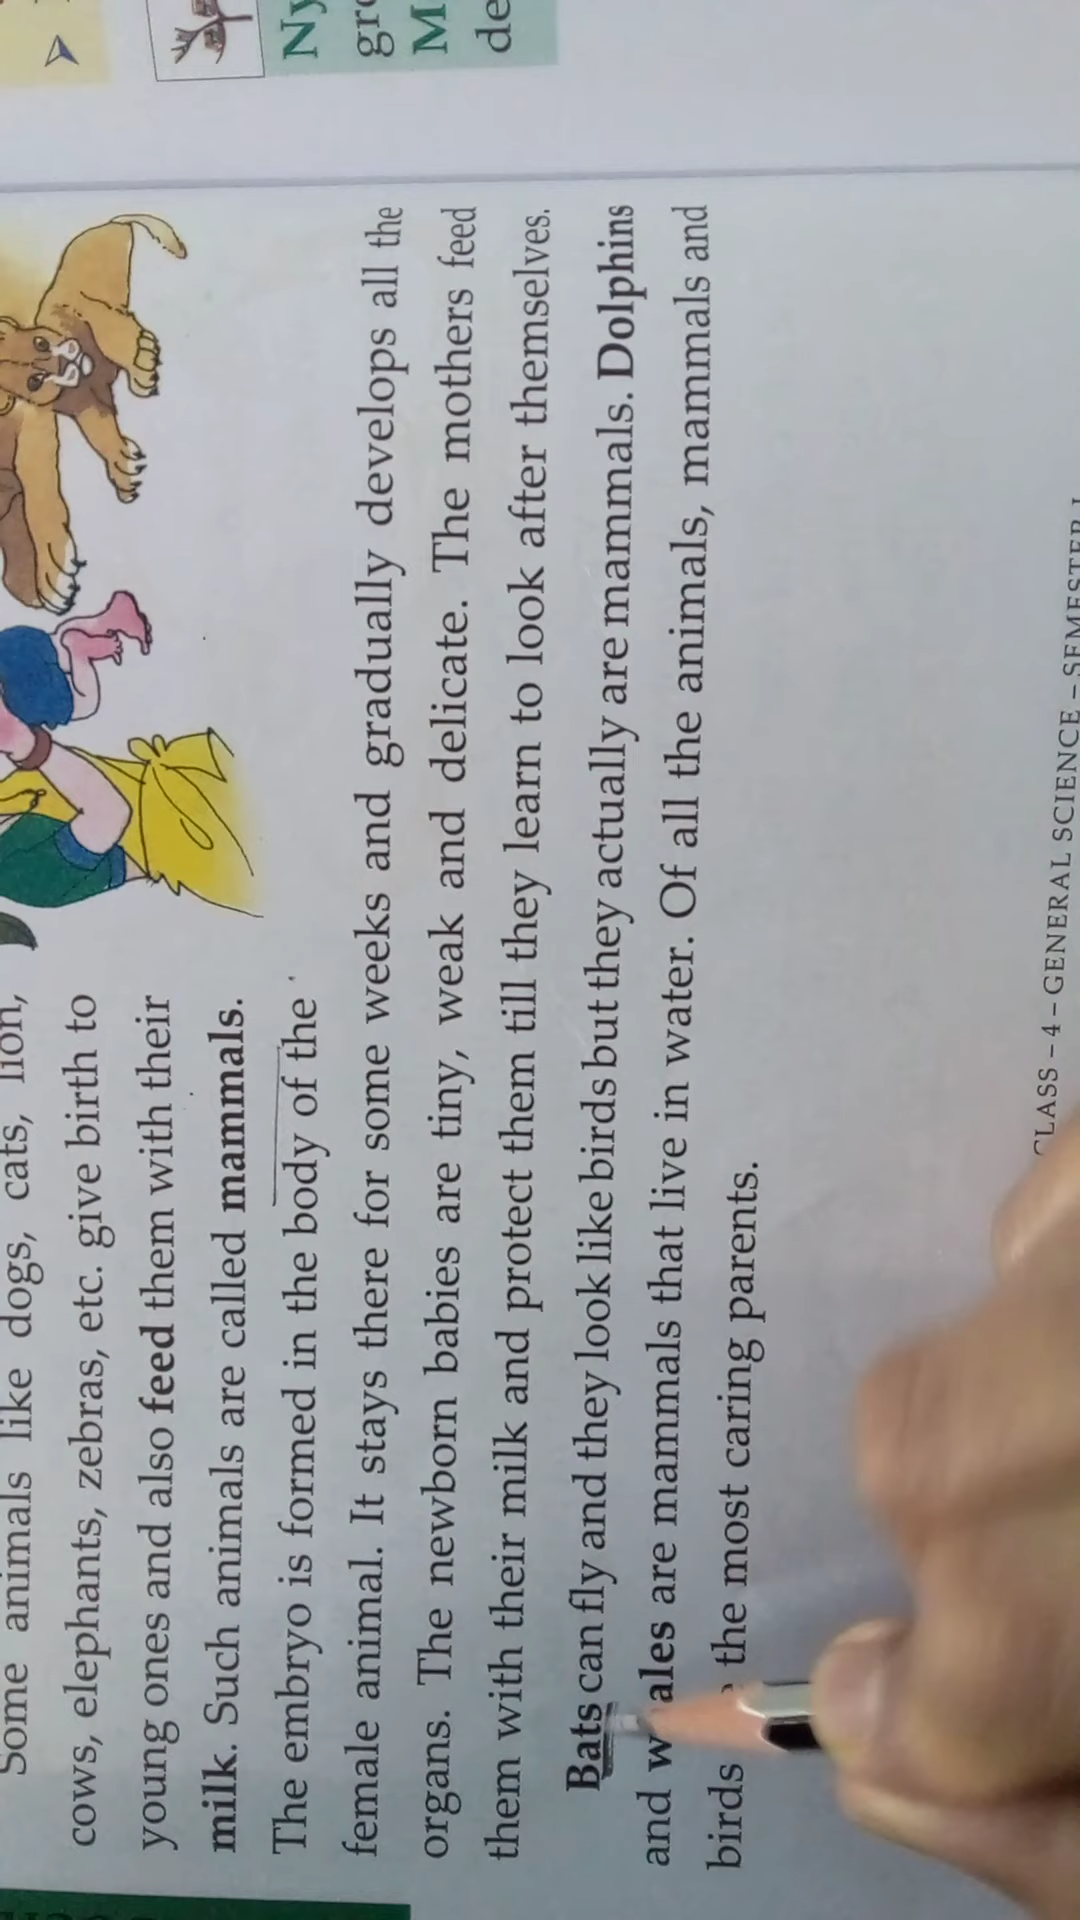 Ny
gr
M
de
Some animals like dogs, cats, lion,
cows, elephants, zebras, etc. give birth to
young ones and also feed them with their
milk. Such animals are called mammals.
The embryo is formed in the body of the
female animal. It stays there for some weeks and gradually develops all the
organs. The newborn babies are tiny, weak and delicate. The mothers feed
them with their milk and protect them till they learn to look after themselves.
Bats can fly and they look like birds but they actually are mammals. Dolphins
and w ales are mammals that live in water. Of all the animals, mammals and
birds the most caring parents.
CLASS – 4 – GENERAL SCIENCE – SEMESTER I